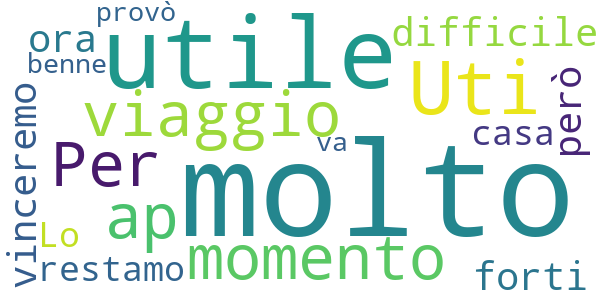 provò
ora
utile
difficile
benne
viaggio
Uti
però
vinceremo
Per
va
casa
molto
Lo
ap
momento
restamo
forti